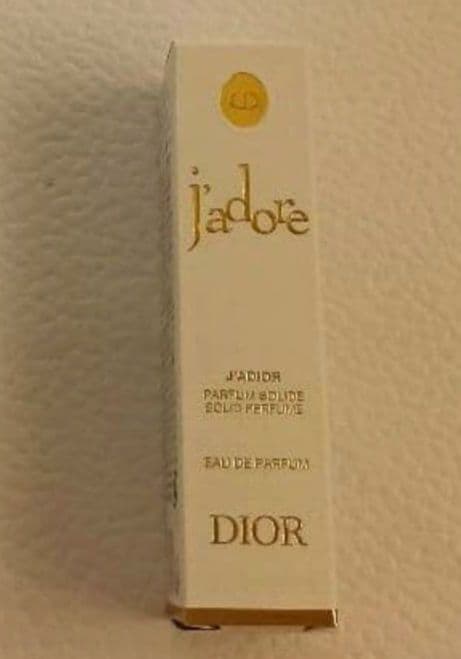 j'adore
J'ADIOR
PARFUM SOLIDE
SOLID PERFUME
EAU DE PARFUM
DIOR